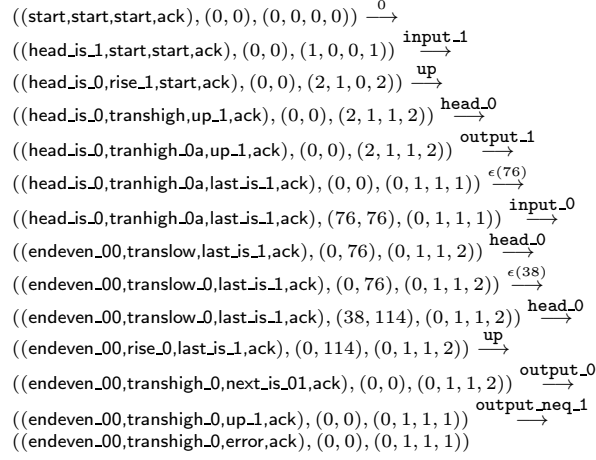 ((start,start,start,ack), (0, 0), (0, 0, 0, 0)) 0 ⟶
((head_is_1,start,start,ack), (0, 0), (1, 0, 0, 1)) input_1 ⟶
((head_is_0,rise_1,start,ack), (0, 0), (2, 1, 0, 2)) up ⟶
((head_is_0,transhigh,up_1,ack), (0, 0), (2, 1, 1, 2)) head_0 ⟶
((head_is_0,tranhigh_0a,up_1,ack), (0, 0), (2, 1, 1, 2)) output_1 ⟶
((head_is_0,tranhigh_0a,last_is_1,ack), (0, 0), (0, 1, 1, 1)) ϵ(76) ⟶
((head_is_0,tranhigh_0a,last_is_1,ack), (76, 76), (0, 1, 1, 1)) input_0 ⟶
((endeven_00,translow,last_is_1,ack), (0, 76), (0, 1, 1, 2)) head_0 ⟶
((endeven_00,translow_0,last_is_1,ack), (0, 76), (0, 1, 1, 2)) ϵ(38) ⟶
((endeven_00,translow_0,last_is_1,ack), (38, 114), (0, 1, 1, 2)) head_0 ⟶
((endeven_00,rise_0,last_is_1,ack), (0, 114), (0, 1, 1, 2)) up ⟶
((endeven_00,transhigh_0,next_is_01,ack), (0, 0), (0, 1, 1, 2)) output_0 ⟶
((endeven_00,transhigh_0,up_1,ack), (0, 0), (0, 1, 1, 1)) output_neq_1 ⟶
((endeven_00,transhigh_0,error,ack), (0, 0), (0, 1, 1, 1))